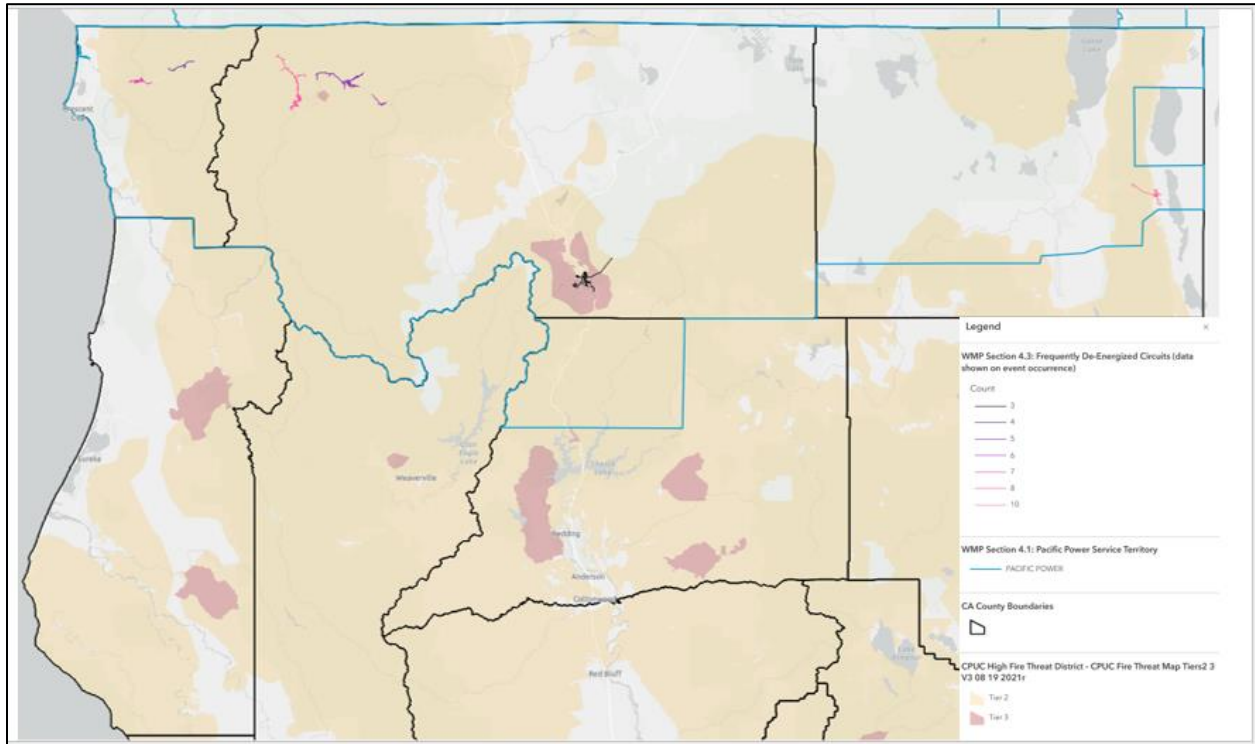 Crescent
City
Eureka
Weaverville
Redding
Anderson
Cottonwood
Red Bluff
Legend
×
WMP Section 4.3: Frequently De-Energized Circuits (data
shown on event occurrence)
Count
3
4
5
6
7
8
10
WMP Section 4.1: Pacific Power Service Territory
PACIFIC POWER
CA County Boundaries
CPUC High Fire Threat District - CPUC Fire Threat Map Tiers2 3
V3 08 19 2021r
Tier 2
Tier 3